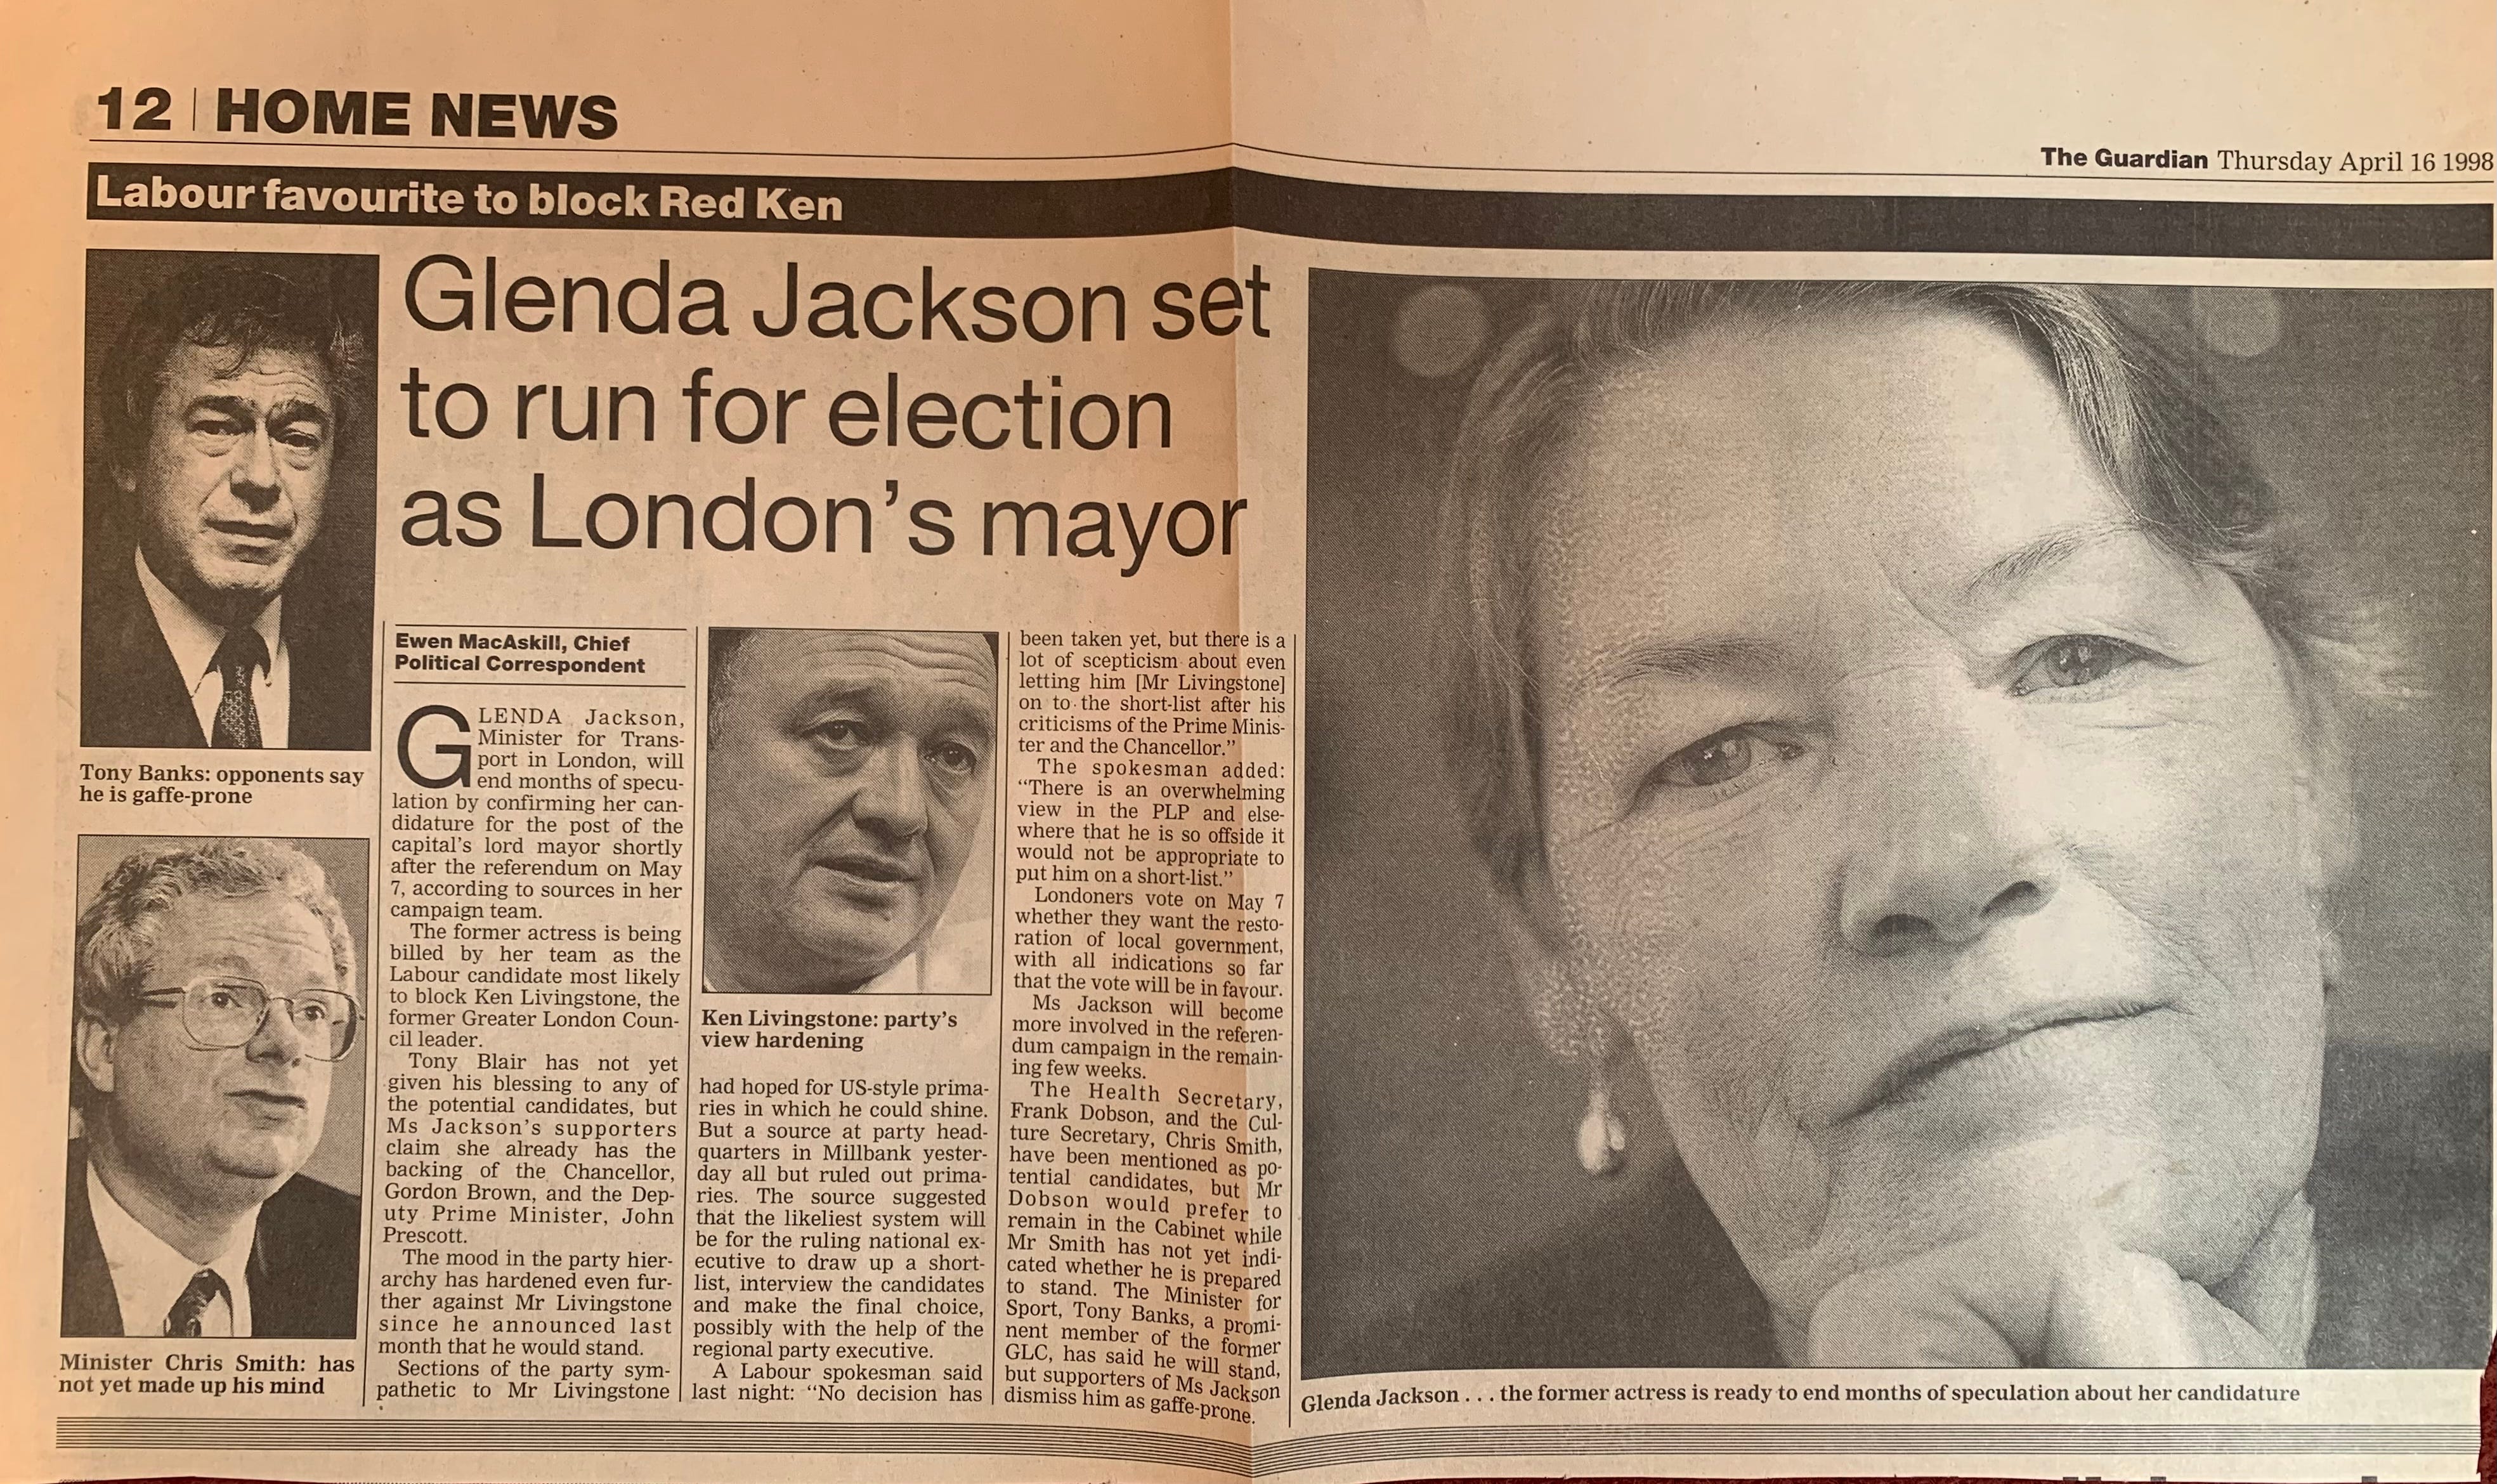 12 | HOME NEWS
The Guardian Thursday April 16 1998
Labour favourite to block Red Ken
Glenda Jackson set
to run for election
as London's mayor
Tony Banks: opponents say
he is gaffe-prone
Minister Chris Smith: has
not yet made up his mind
Ewen MacAskill, Chief
Political Correspondent
GLENDA Jackson,
Minister for Trans-
port in London, will
end months of specu-
lation by confirming her can-
didature for the post of the
capital's lord mayor shortly
after the referendum on May
7, according to sources in her
campaign team.
The former actress is being
billed by her team as the
Labour candidate most likely
to block Ken Livingstone, the
former Greater London Coun-
cil leader.
Tony Blair has not yet
given his blessing to any of
the potential candidates, but
Ms Jackson's supporters
claim she already has the
backing of the Chancellor,
Gordon Brown, and the Dep-
uty Prime Minister, John
Prescott.
The mood in the party hier-
archy has hardened even fur-
ther against Mr Livingstone
since he announced last
month that he would stand.
Sections of the party sym-
pathetic to Mr Livingstone
Ken Livingstone: party's
view hardening
had hoped for US-style prima-
ries in which he could shine.
But a source at party head-
quarters in Millbank yester-
day all but ruled out prima-
ries. The source suggested
that the likeliest system will
be for the ruling national ex-
ecutive to draw up a short-
list, interview the candidates
and make the final choice,
possibly with the help of the
regional party executive.
A Labour spokesman said
last night: "No decision has
been taken yet, but there is a
lot of scepticism about even
letting him [Mr Livingstone]
on to the short-list after his
criticisms of the Prime Minis-
ter and the Chancellor."
The spokesman added:
"There is an overwhelming
view in the PLP and else-
where that he is so offside it
would not be appropriate to
put him on a short-list."
Londoners vote on May 7
whether they want the resto-
ration of local government,
with all indications so far
that the vote will be in favour.
Ms Jackson will become
more involved in the referen-
dum campaign in the remain-
ing few weeks.
The Health Secretary,
Frank Dobson, and the Cul-
ture Secretary, Chris Smith,
have been mentioned as po-
tential candidates, but Mr
Dobson would prefer to
remain in the Cabinet while
Mr Smith has not yet indi-
cated whether he is prepared
to stand. The Minister for
Sport, Tony Banks, a promi-
nent member of the former
GLC, has said he will stand,
but supporters of Ms Jackson
dismiss him as gaffe-prone.
Glenda Jackson . . . the former actress is ready to end months of speculation about her candidature